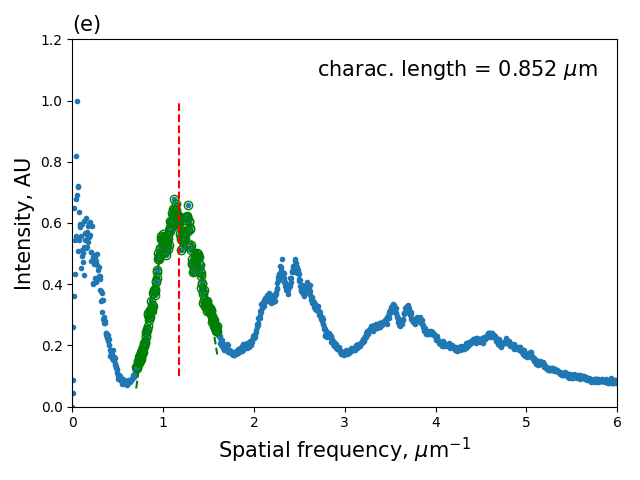 (e)
charac. length = 0.852 μm
Intensity, AU
1.2
1.0
0.8
0.6
0.4
0.2
0.0
0 1 2 3 4 5 6
Spatial frequency, μm⁻¹